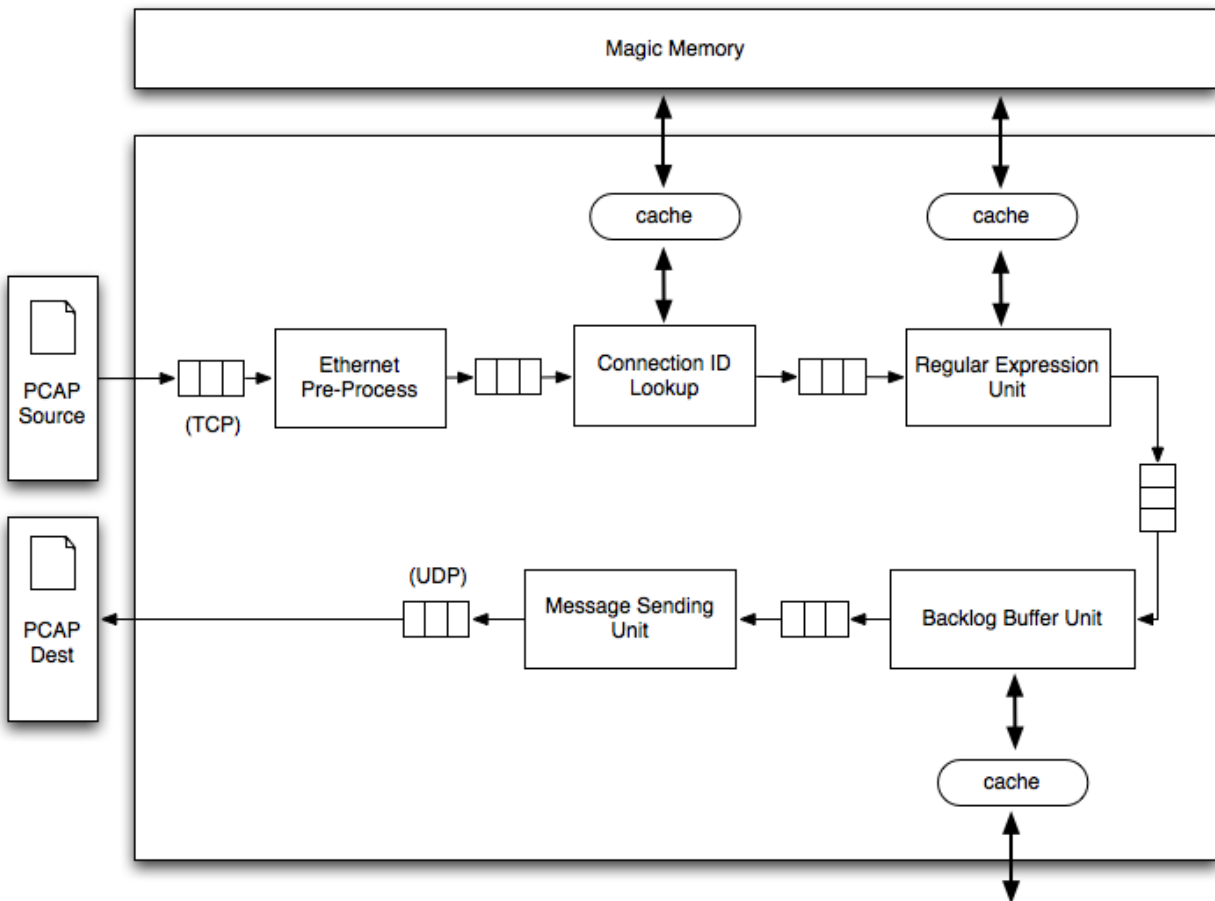 Magic Memory
cache
cache
PCAP
Source
(TCP)
Ethernet
Pre-Process
Connection ID
Lookup
Regular Expression
Unit
PCAP
Dest
(UDP)
Message Sending
Unit
Backlog Buffer Unit
cache